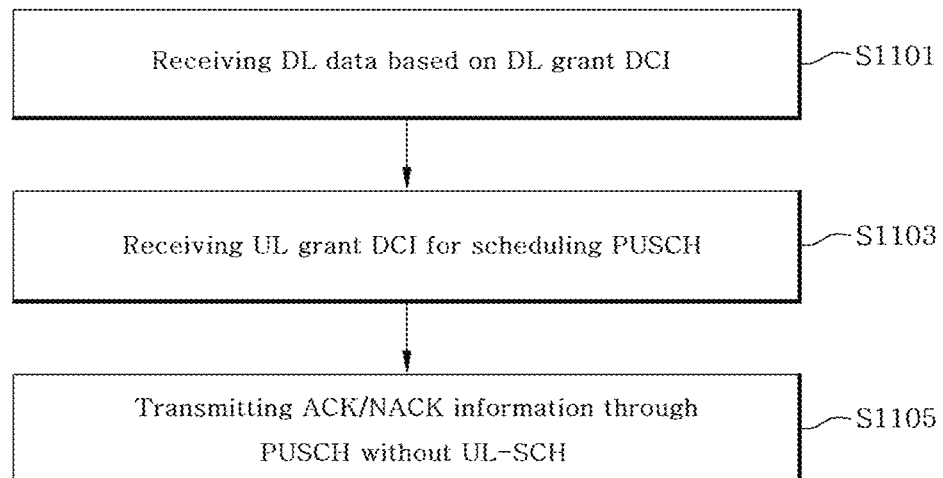 Receiving DL data based on DL grant DCI
S1101
Receiving UL grant DCI for scheduling PUSCH
S1103
Transmitting ACK/NACK information through
PUSCH without UL-SCH
S1105